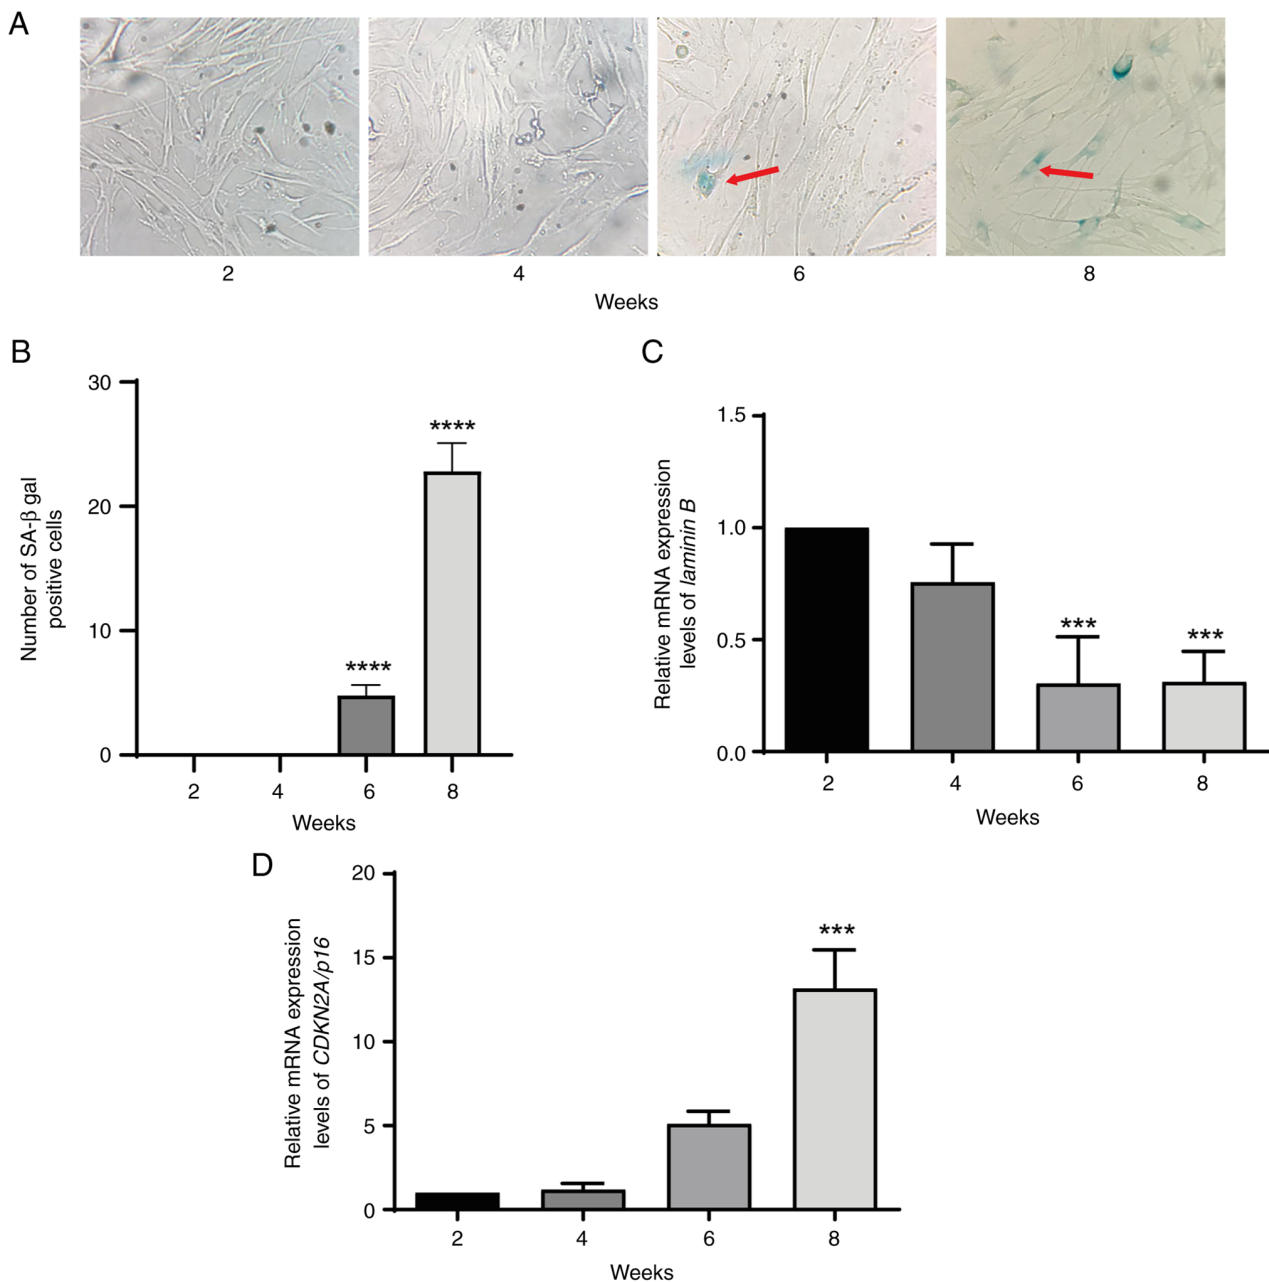 A
2
4
6
8
Weeks
B
30
20
10
0
Number of SA-β gal
positive cells
****
****
2
4
6
8
Weeks
C
1.5
1.0
0.5
0.0
Relative mRNA expression
levels of laminin B
***
***
2
4
6
8
Weeks
D
20
15
10
5
0
Relative mRNA expression
levels of CDKN2A/p16
***
2
4
6
8
Weeks